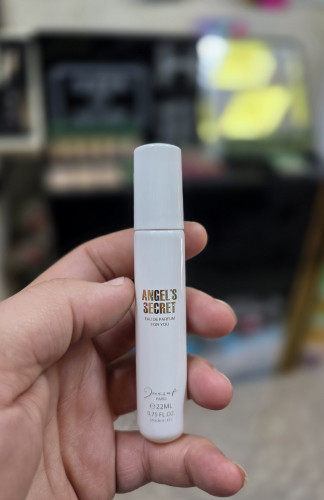 ANGEL'S
SECRET
EAU DE PARFUM
FOR YOU
PARIS
℮22ML
0.75 FL.OZ